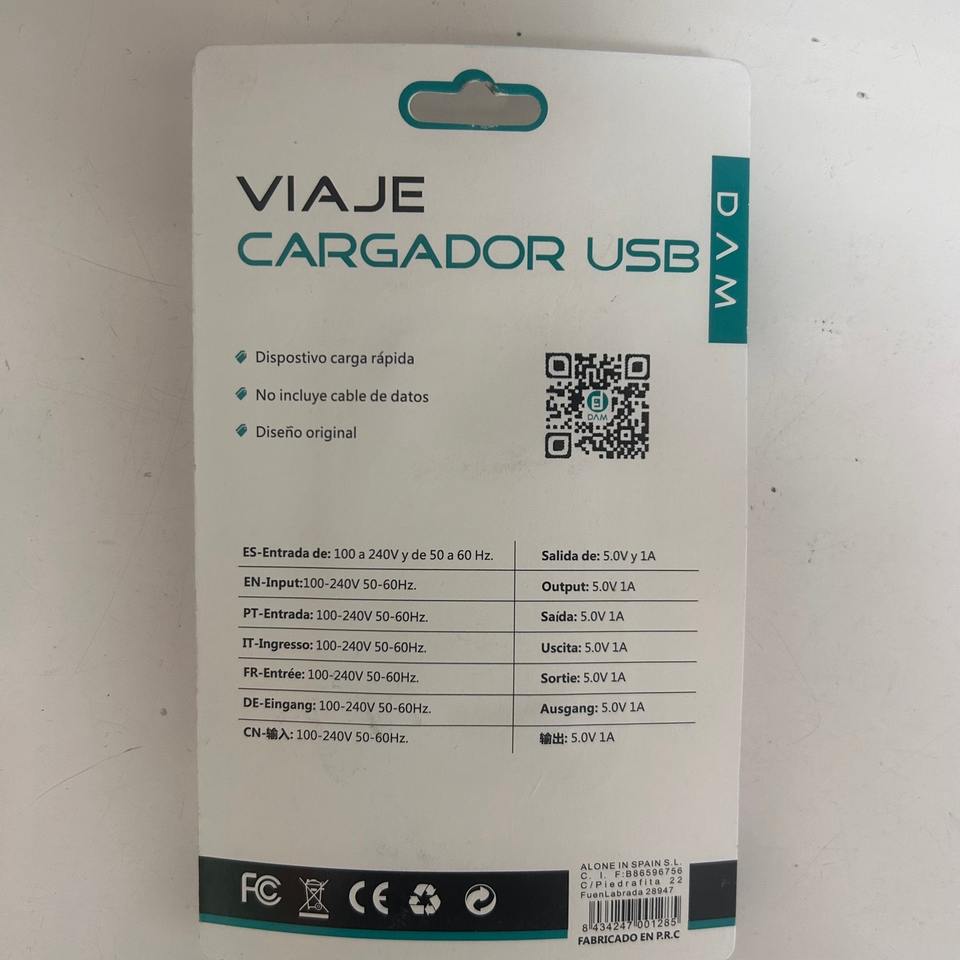 VIAJE
CARGADOR USB
DAM
Dispostivo carga rápida
No incluye cable de datos
Diseño original
DAM
ES-Entrada de: 100 a 240V y de 50 a 60 Hz. Salida de: 5.0V y 1A
EN-Input:100-240V 50-60Hz. Output: 5.0V 1A
PT-Entrada: 100-240V 50-60Hz. Saída: 5.0V 1A
IT-Ingresso: 100-240V 50-60Hz. Uscita: 5.0V 1A
FR-Entrée: 100-240V 50-60Hz. Sortie: 5.0V 1A
DE-Eingang: 100-240V 50-60Hz. Ausgang: 5.0V 1A
CN-输入: 100-240V 50-60Hz. 输出: 5.0V 1A
FC CE
ALONE IN SPAIN S.L.
C. I. F:B86596756
C/Piedrafita 22
FuenLabrada 28947
8 434247 001285
FABRICADO EN P.R.C